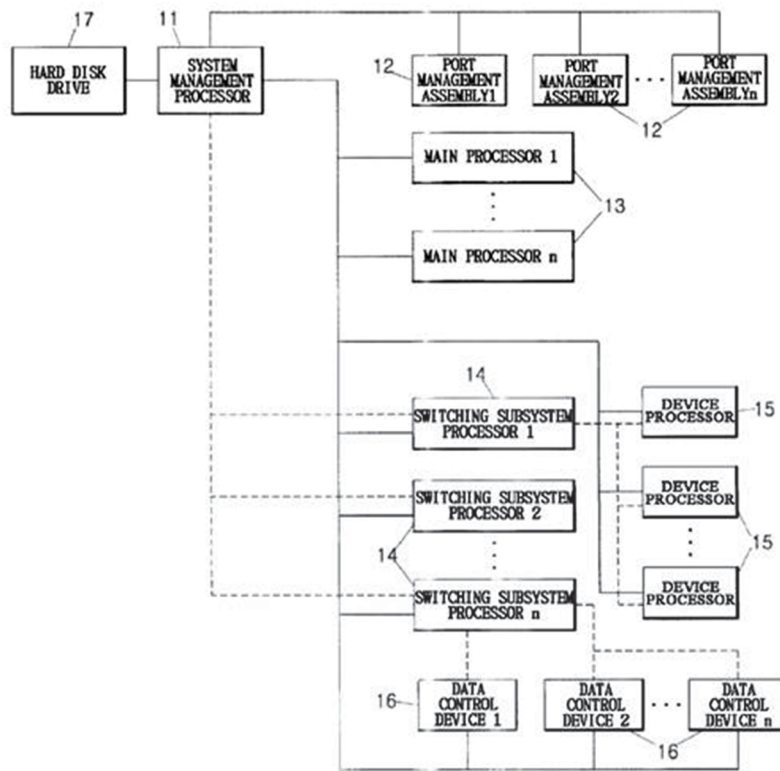 17
11
HARD DISK
DRIVE
SYSTEM
MANAGEMENT
PROCESSOR
12
PORT
MANAGEMENT
ASSEMBLY1
PORT
MANAGEMENT
ASSEMBLY2
PORT
MANAGEMENT
ASSEMBLYn
12
MAIN PROCESSOR 1
13
MAIN PROCESSOR n
14
SWITCHING SUBSYSTEM
PROCESSOR 1
DEVICE
PROCESSOR
15
SWITCHING SUBSYSTEM
PROCESSOR 2
DEVICE
PROCESSOR
14
15
SWITCHING SUBSYSTEM
PROCESSOR n
DEVICE
PROCESSOR
16
DATA
CONTROL
DEVICE 1
DATA
CONTROL
DEVICE 2
DATA
CONTROL
DEVICE n
16